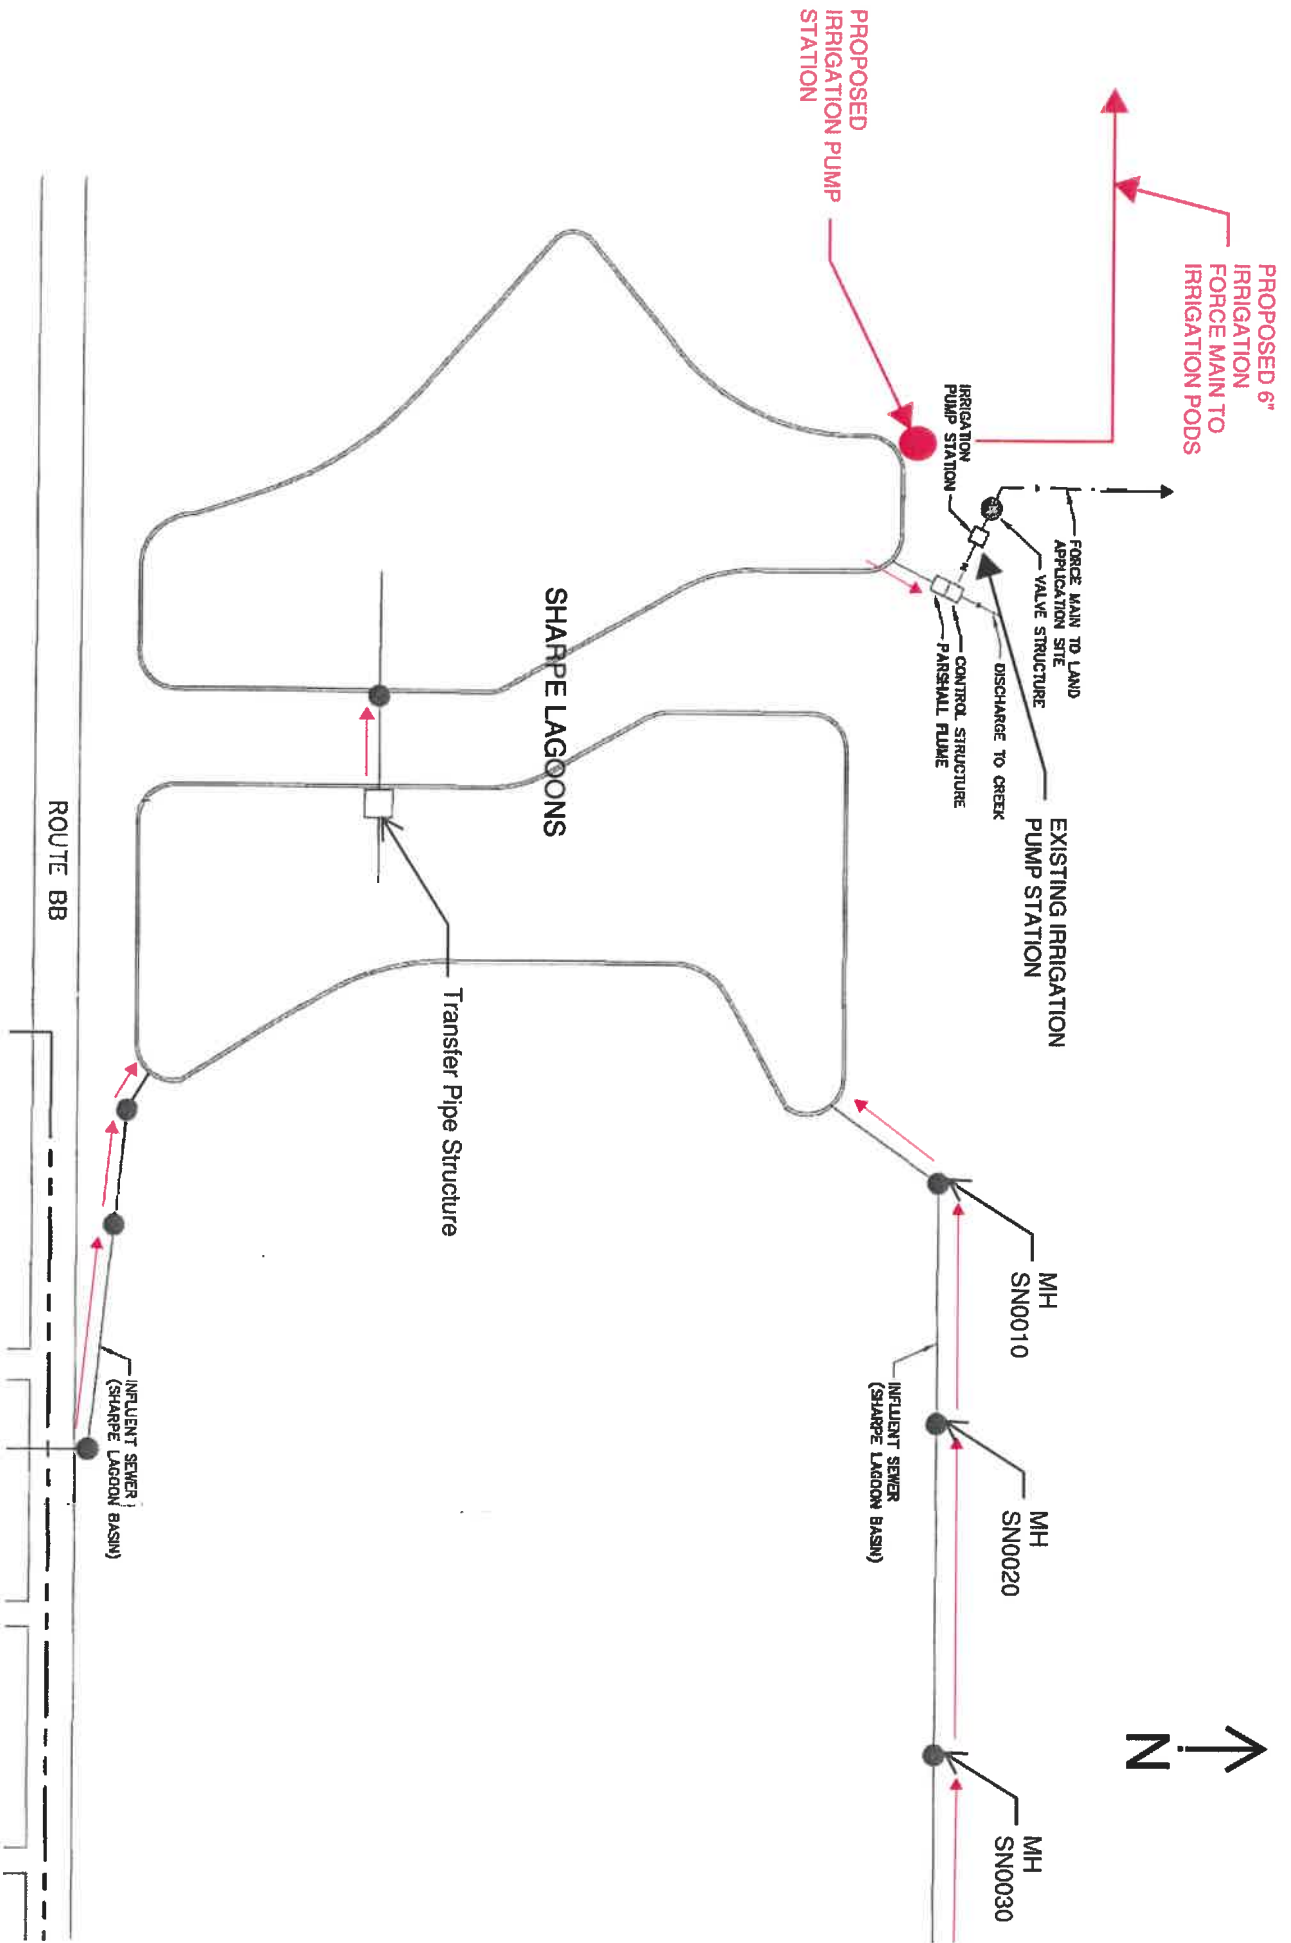 PROPOSED 6"
IRRIGATION
FORCE MAIN TO
IRRIGATION PODS
PROPOSED
IRRIGATION PUMP
STATION
IRRIGATION
PUMP STATION
FORCE MAIN TO LAND
APPLICATION SITE
VALVE STRUCTURE
DISCHARGE TO CREEK
CONTROL STRUCTURE
PARSHALL FLUME
EXISTING IRRIGATION
PUMP STATION
SHARPE LAGOONS
Transfer Pipe Structure
MH
SN0010
MH
SN0020
MH
SN0030
INFLUENT SEWER
(SHARPE LAGOON BASIN)
INFLUENT SEWER
(SHARPE LAGOON BASIN)
ROUTE BB
N